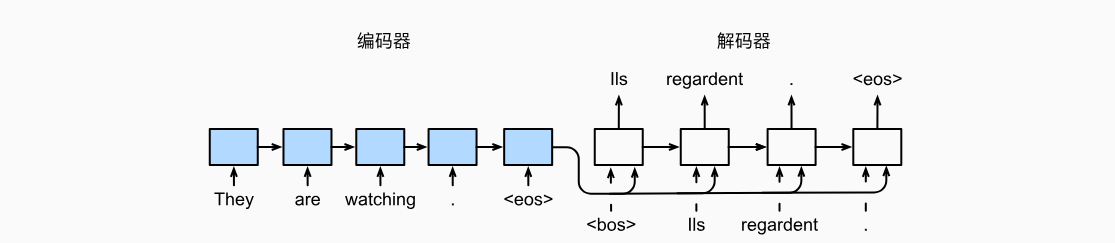 编码器 解码器
Ils regardent . <eos>
They are watching . <eos>
<bos> Ils regardent .